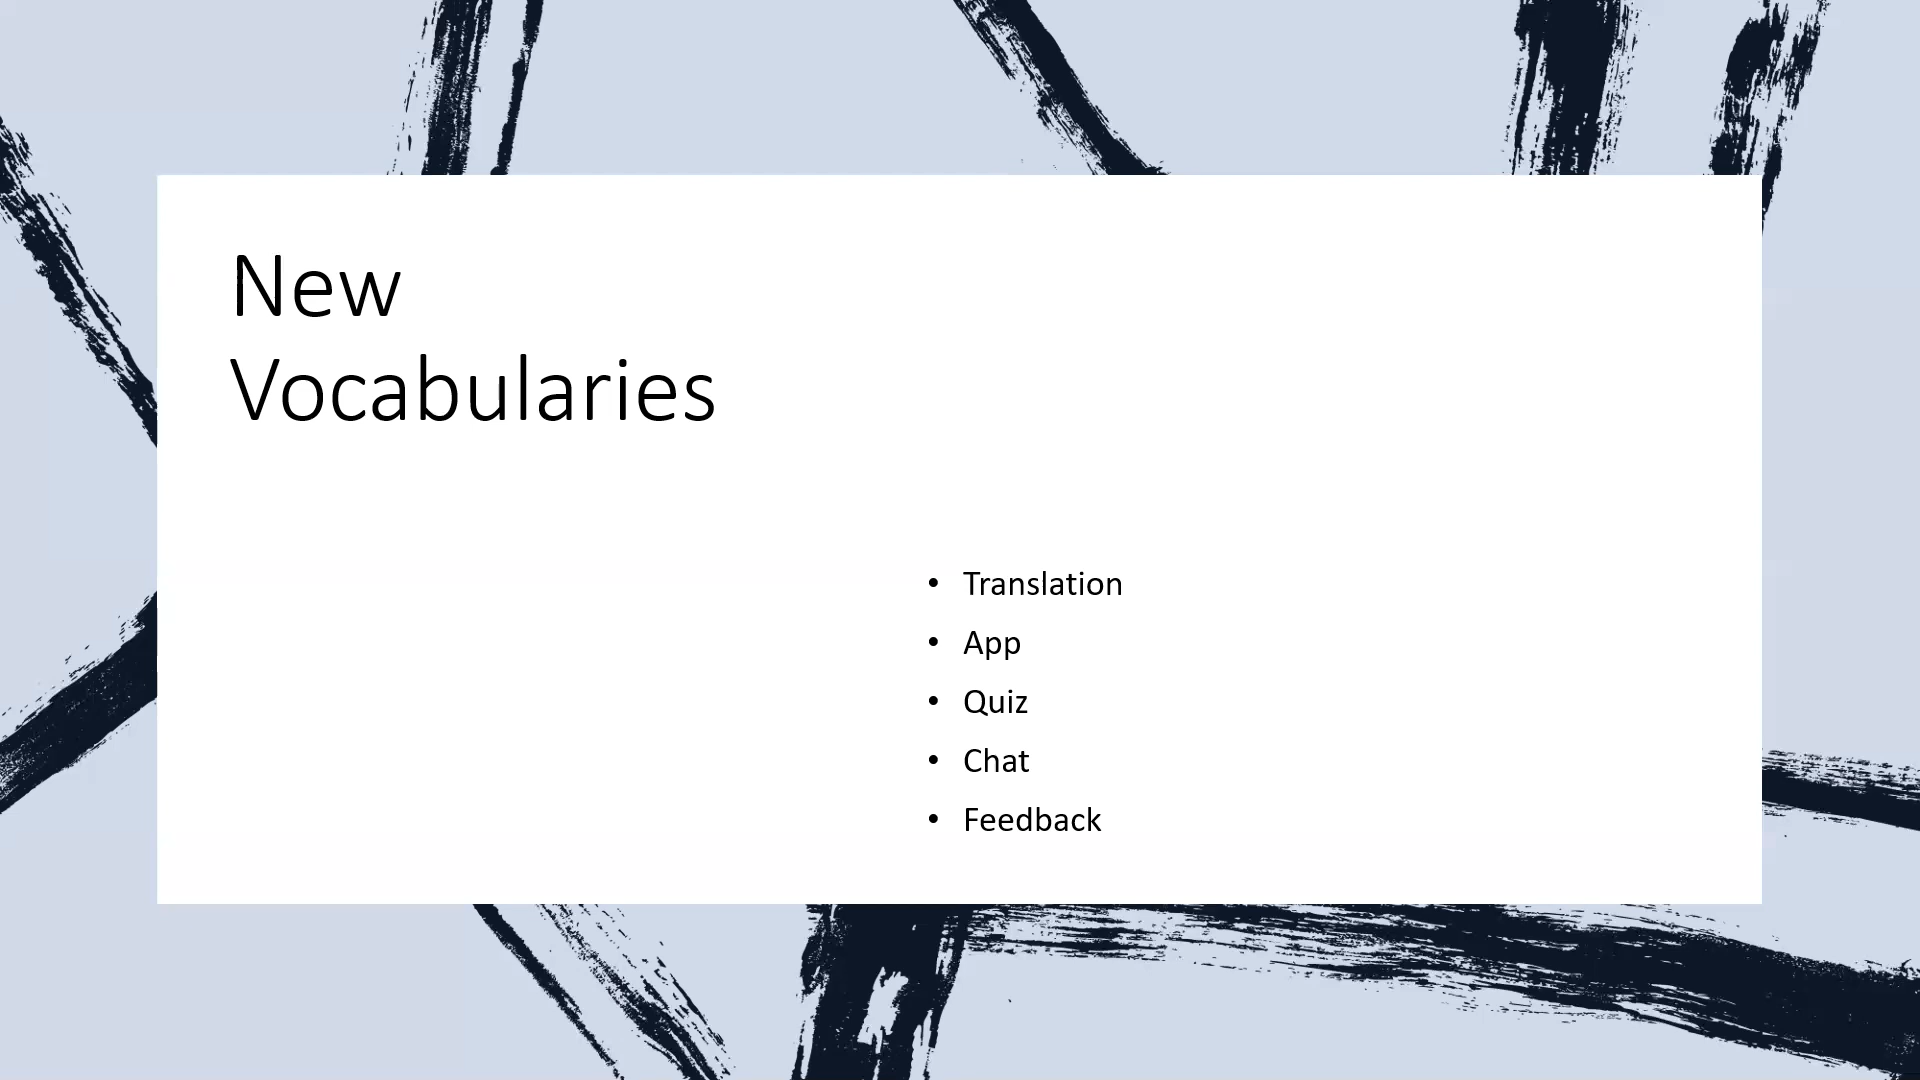 New
Vocabularies
• Translation
• App
• Quiz
• Chat
• Feedback